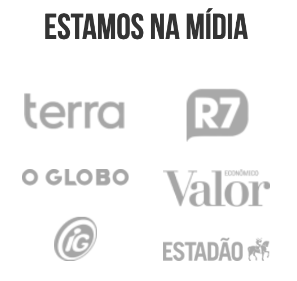 ESTAMOS NA MÍDIA
terra
R7
O GLOBO
ECONÔMICO
Valor
iG
ESTADÃO